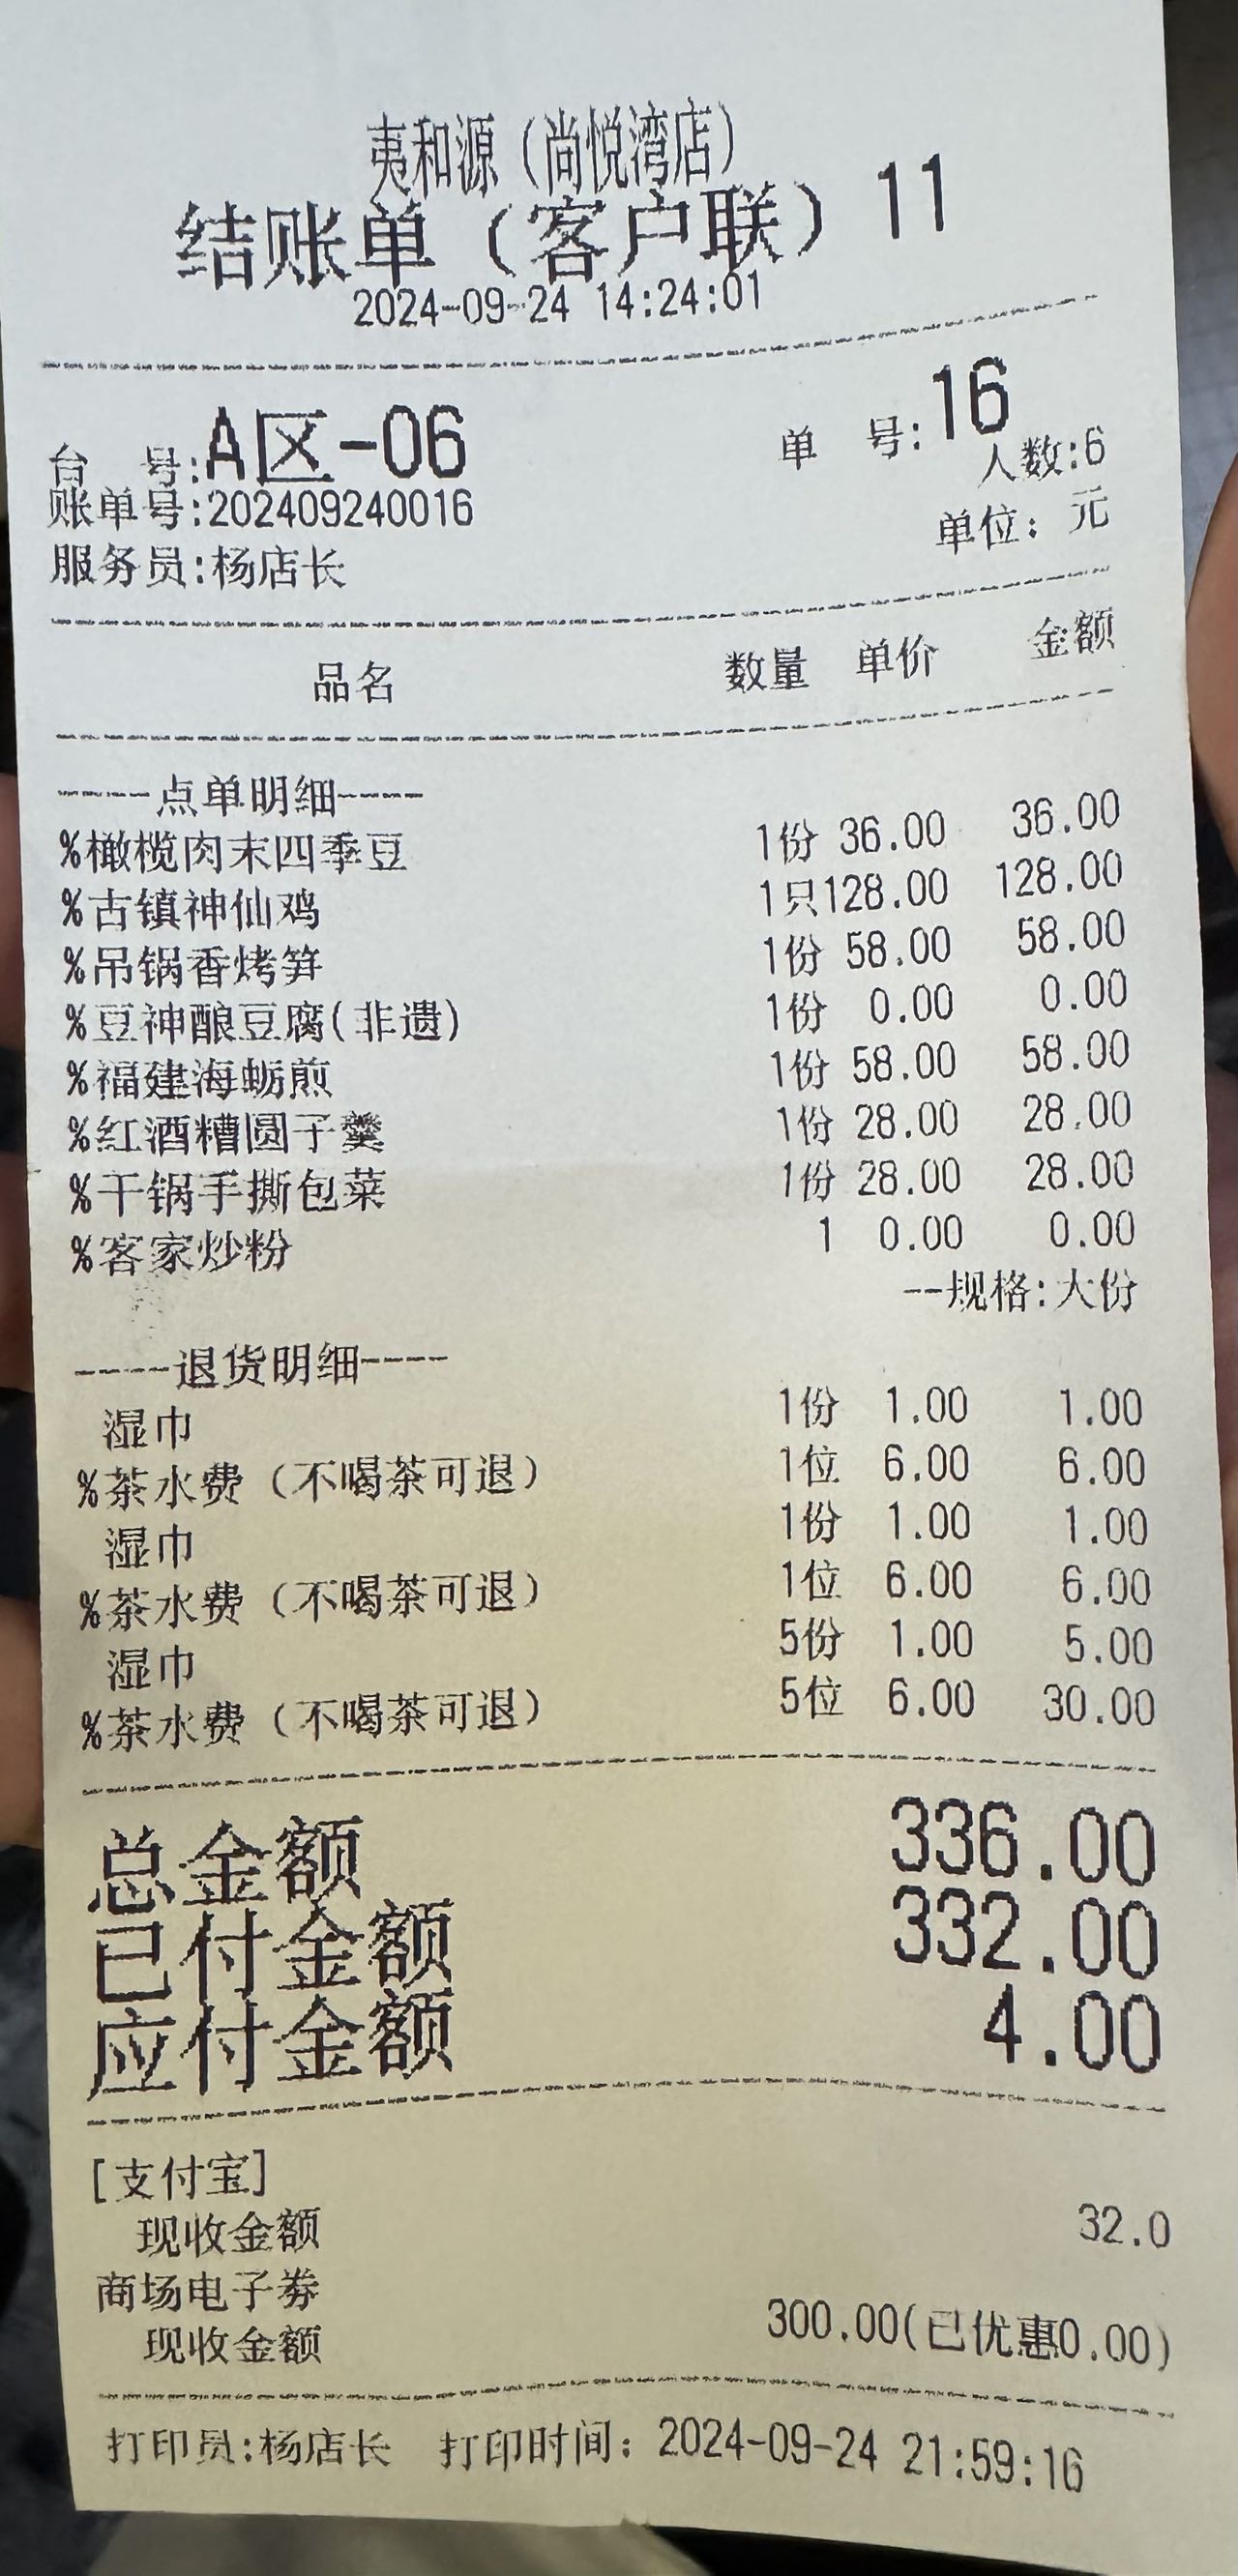 夷和源（尚悦湾店）
结账单（客户联）11
2024-09-24 14:24:01
台 号:A区-06 单 号:16
人数:6
账单号:202409240016
单位：元
服务员:杨店长
品名 数量 单价 金额
-----点单明细----
%橄榄肉末四季豆 1份 36.00 36.00
%古镇神仙鸡 1只128.00 128.00
%吊锅香烤笋 1份 58.00 58.00
%豆神酿豆腐(非遗) 1份 0.00 0.00
%福建海蛎煎 1份 58.00 58.00
%红酒糟圆子羹 1份 28.00 28.00
%干锅手撕包菜 1份 28.00 28.00
%客家炒粉 1 0.00 0.00
--规格:大份
-----退货明细----
湿巾 1份 1.00 1.00
%茶水费（不喝茶可退） 1位 6.00 6.00
湿巾 1份 1.00 1.00
%茶水费（不喝茶可退） 1位 6.00 6.00
湿巾 5份 1.00 5.00
%茶水费（不喝茶可退） 5位 6.00 30.00
总金额 336.00
已付金额 332.00
应付金额 4.00
[支付宝]
现收金额 32.0
商场电子券
现收金额 300.00(已优惠0.00)
打印员:杨店长 打印时间：2024-09-24 21:59:16